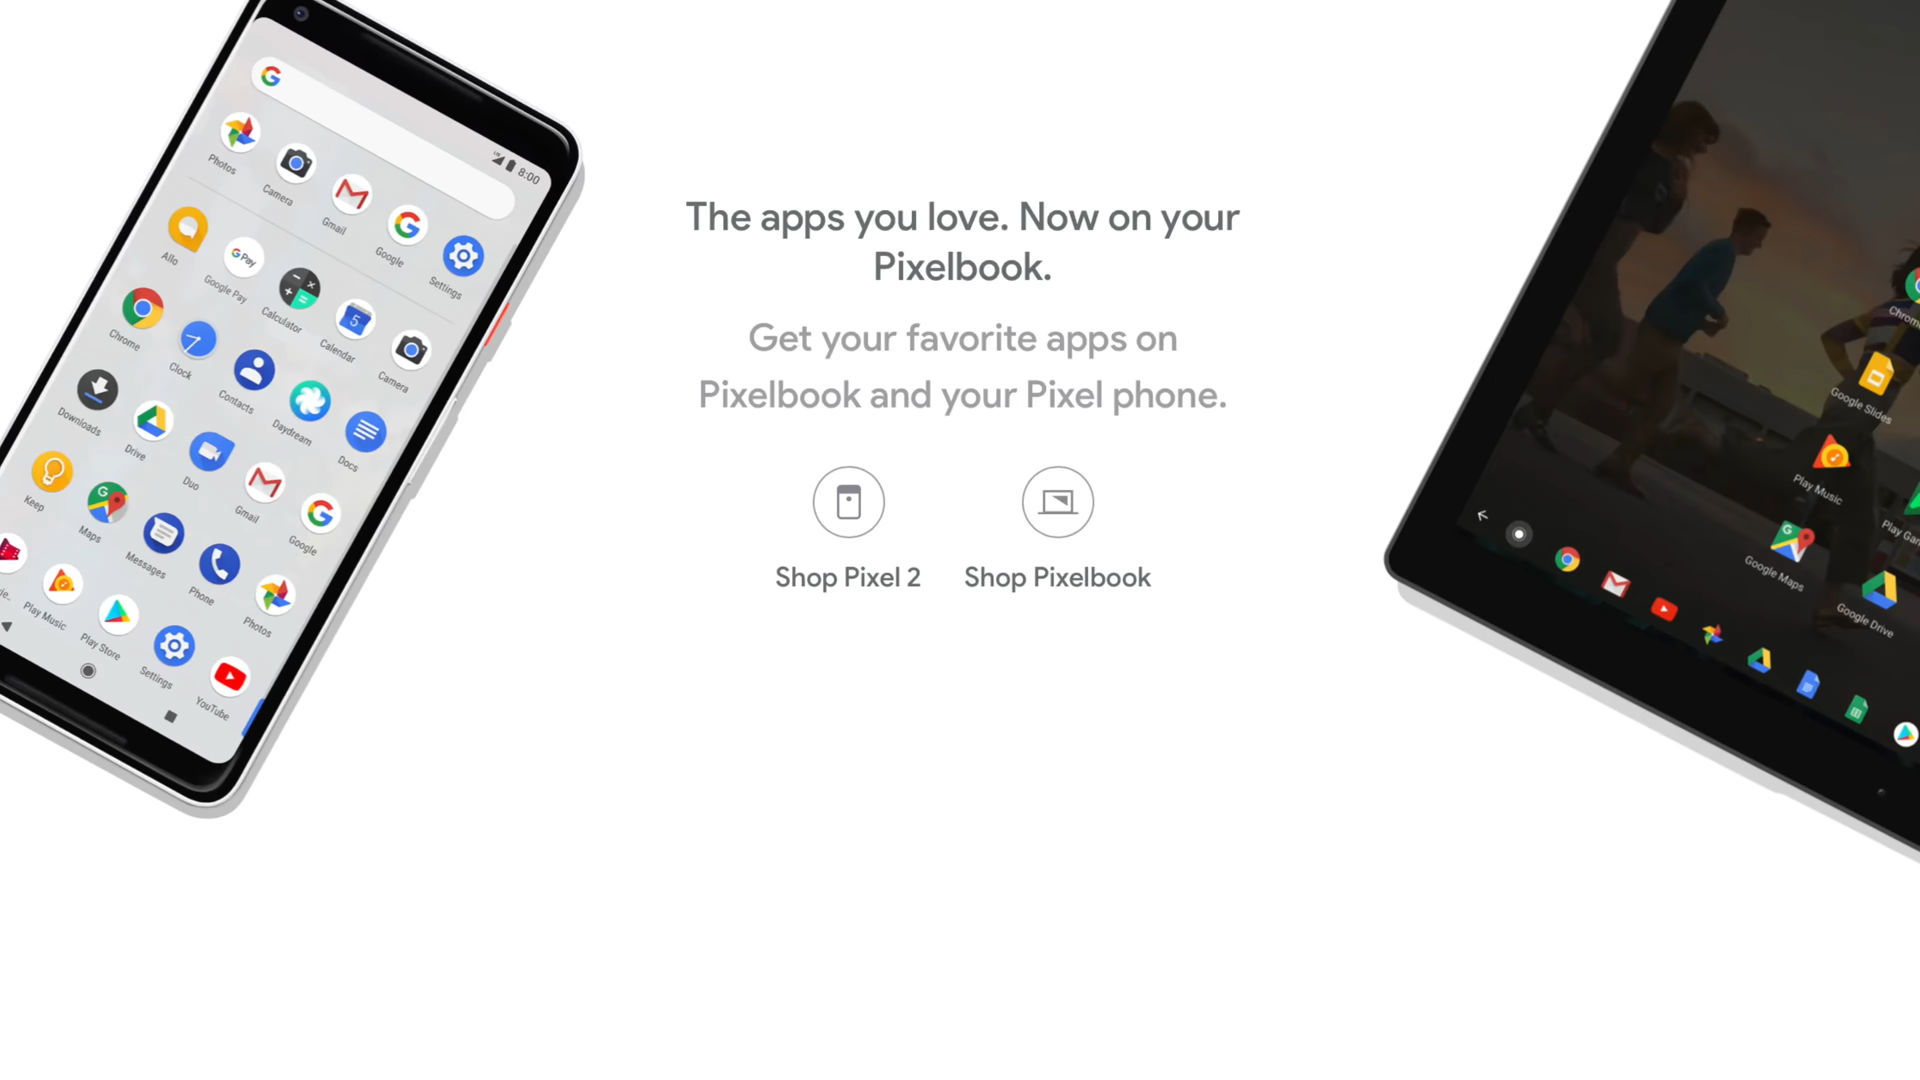 8:00
Photos
Camera
Gmail
Google
Settings
Allo
G Pay
Google Pay
Calculator
5
Calendar
Camera
Chrome
Clock
Contacts
Daydream
Docs
Downloads
Drive
Duo
Gmail
Google
Keep
Maps
Messages
Phone
Photos
Play Music
Play Store
Settings
YouTube
The apps you love. Now on your
Pixelbook.
Get your favorite apps on
Pixelbook and your Pixel phone.
Shop Pixel 2
Shop Pixelbook
Google Slides
Play Music
Google Maps
Google Drive